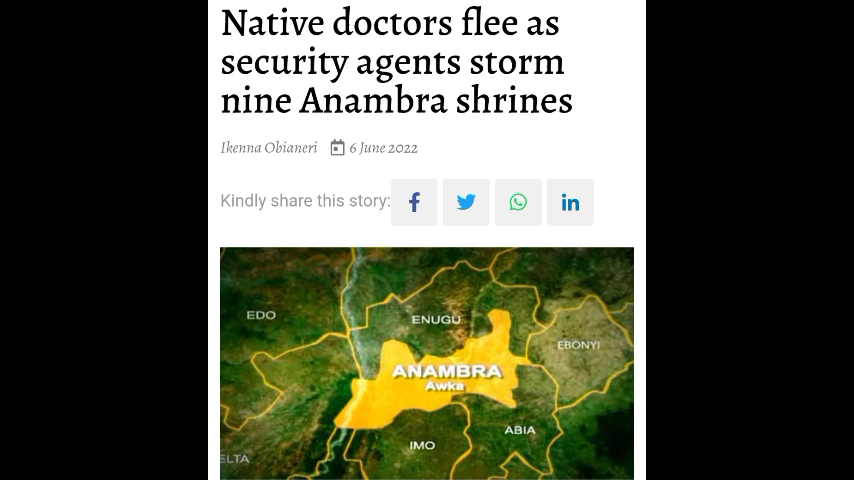 Native doctors flee as
security agents storm
nine Anambra shrines
Ikenna Obianeri 6 June 2022
Kindly share this story:
EDO
ENUGU
EBONYI
ANAMBRA
Awka
ABIA
IMO
ELTA